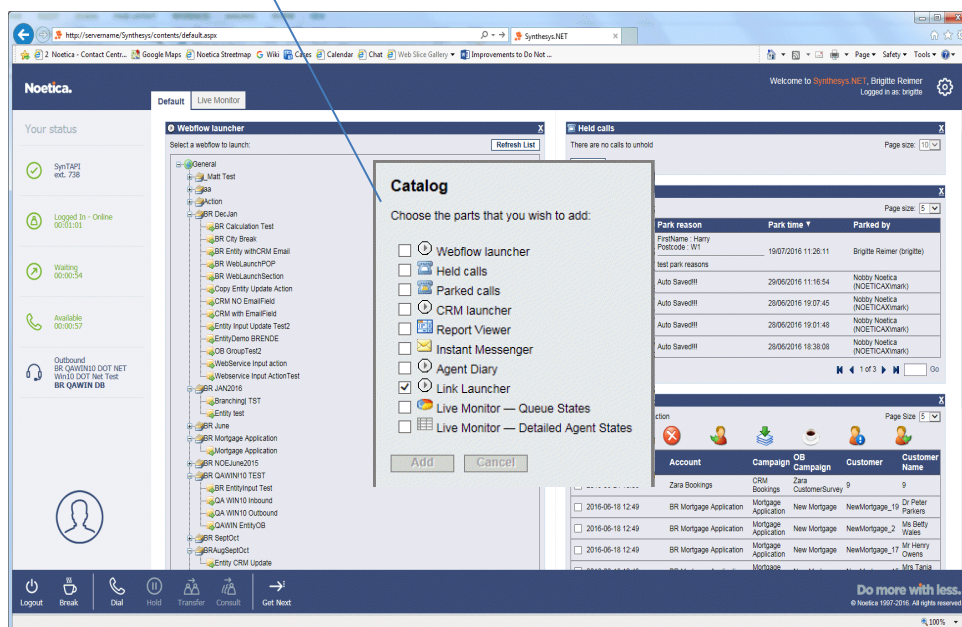 http://servername/Synthesys/contents/default.aspx
Synthesys.NET
2 Noetica - Contact Centr...
Google Maps
Noetica Streetmap
Wiki
Cases
Calendar
Chat
Web Slice Gallery
Improvements to Do Not ...
Page
Safety
Tools
Noetica.
Default
Live Monitor
Welcome to Synthesys NET, Brigitte Reimer
Logged in as: brigitte
Your status
SynTAPI
ext. 738
Logged In - Online
00:01:01
Waiting
00:00:54
Available
00:00:57
Outbound
BR QAWIN10 DOT NET
Win10 DOT Net Test
BR QAWIN DB
Webflow launcher X
Select a webflow to launch:
Refresh List
General
_Matt Test
aa
Action
BR DecJan
BR Calculation Test
BR City Break
BR Entity withCRM Email
BR WebLaunchPOP
BR WebLaunchSection
Copy Entity Update Action
CRM NO EmailField
CRM with EmailField
Entity Input Update Test2
EntityDemo BRENDE
OB GroupTest2
WebService Input action
Webservice Input ActionTest
BR JAN2016
Branching| TST
Entity test
BR June
BR Mortgage Application
Mortgage Application
BR NOEJune2015
BR QAWIN10 TEST
BR EntityInput Test
QA WIN10 Inbound
QA WIN10 Outbound
QAWIN EntityOB
BR SeptOct
BRAugSeptOct
Entity CRM Update
Catalog
Choose the parts that you wish to add:
Webflow launcher
Held calls
Parked calls
CRM launcher
Report Viewer
Instant Messenger
Agent Diary
Link Launcher
Live Monitor — Queue States
Live Monitor — Detailed Agent States
Add Cancel
Held calls X
There are no calls to unhold
Page size: 10
X
Page size: 5
Park reason Park time Parked by
FirstName : Harry
Postcode : W1
19/07/2016 11:26:11 Brigitte Reimer (brigitte)
test park reasons
Auto Saved!!! 29/06/2016 11:16:54 Nobby Noetica (NOETICAX\mark)
Auto Saved!!! 28/06/2016 19:07:45 Nobby Noetica (NOETICAX\mark)
Auto Saved!!! 28/06/2016 19:01:48 Nobby Noetica (NOETICAX\mark)
Auto Saved!!! 28/06/2016 18:38:08 Nobby Noetica (NOETICAX\mark)
1 of 3 Go
X
ction
Page Size 5
Account Campaign OB Campaign Customer Customer Name
Zara Bookings CRM Bookings Zara CustomerSurvey 9 9
2016-06-18 12:49 BR Mortgage Application Mortgage Application New Mortgage NewMortgage_19 Dr Peter Parkers
2016-06-18 12:49 BR Mortgage Application Mortgage Application New Mortgage NewMortgage_2 Ms Betty Wales
2016-06-18 12:49 BR Mortgage Application Mortgage Application New Mortgage NewMortgage_17 Mr Henry Owens
Mortgage
Mrs Tania
Logout
Break
Dial
Hold
Transfer
Consult
Get Next
Do more with less.
© Noetica 1997-2016. All rights reserved
100%